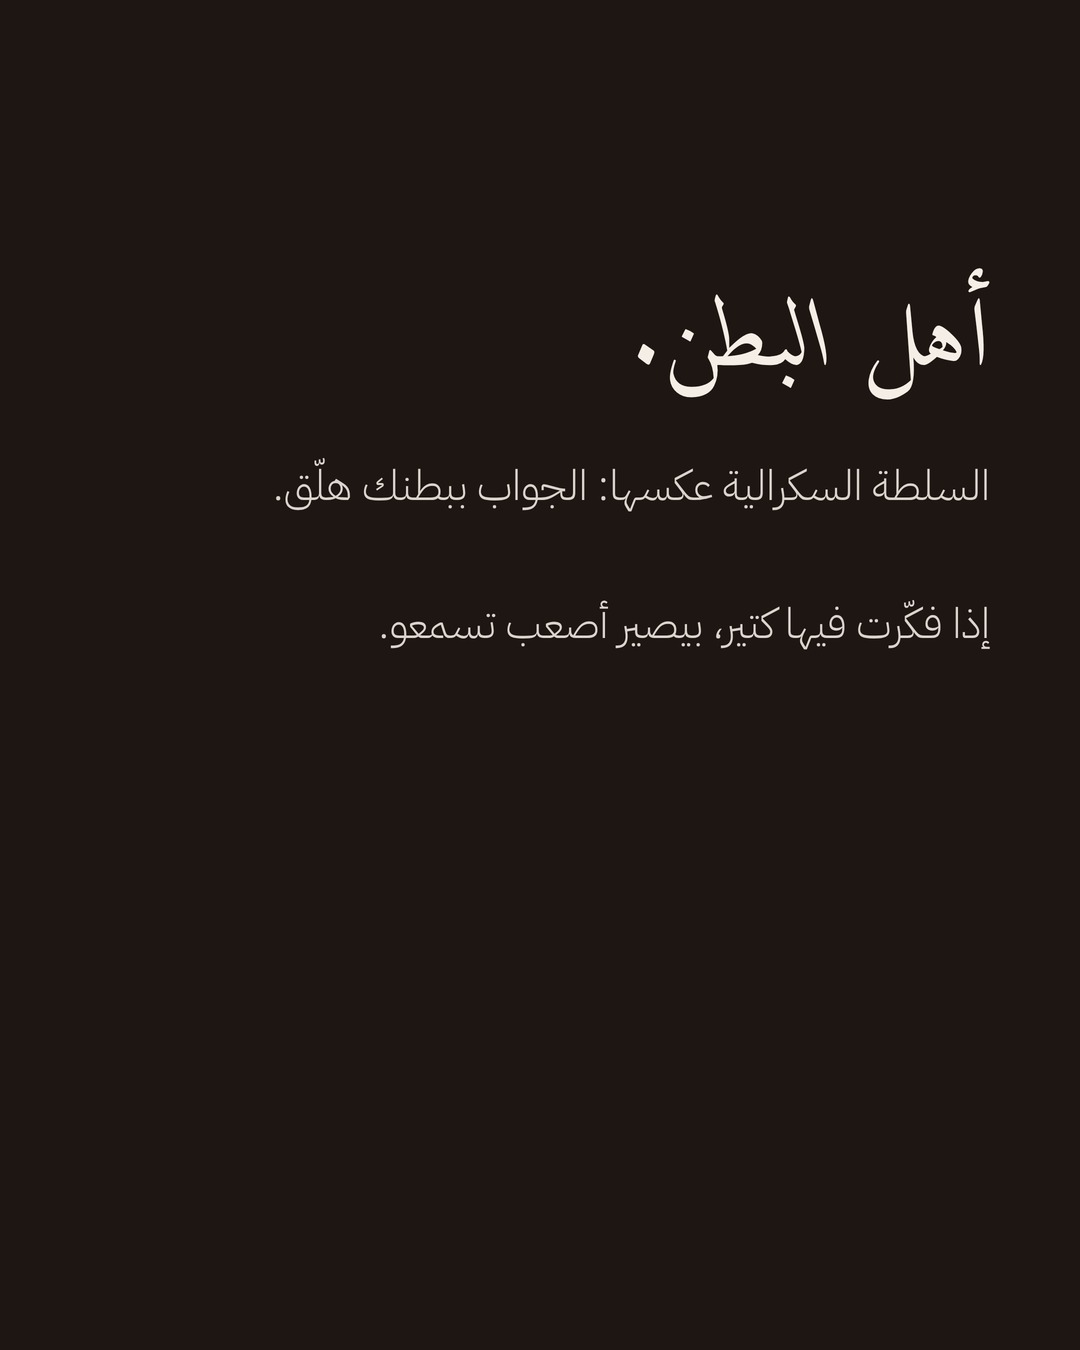 أهل البطن.
السلطة السكرالية عكسها: الجواب ببطنك هلّق.
إذا فكّرت فيها كتير، بيصير أصعب تسمعو.